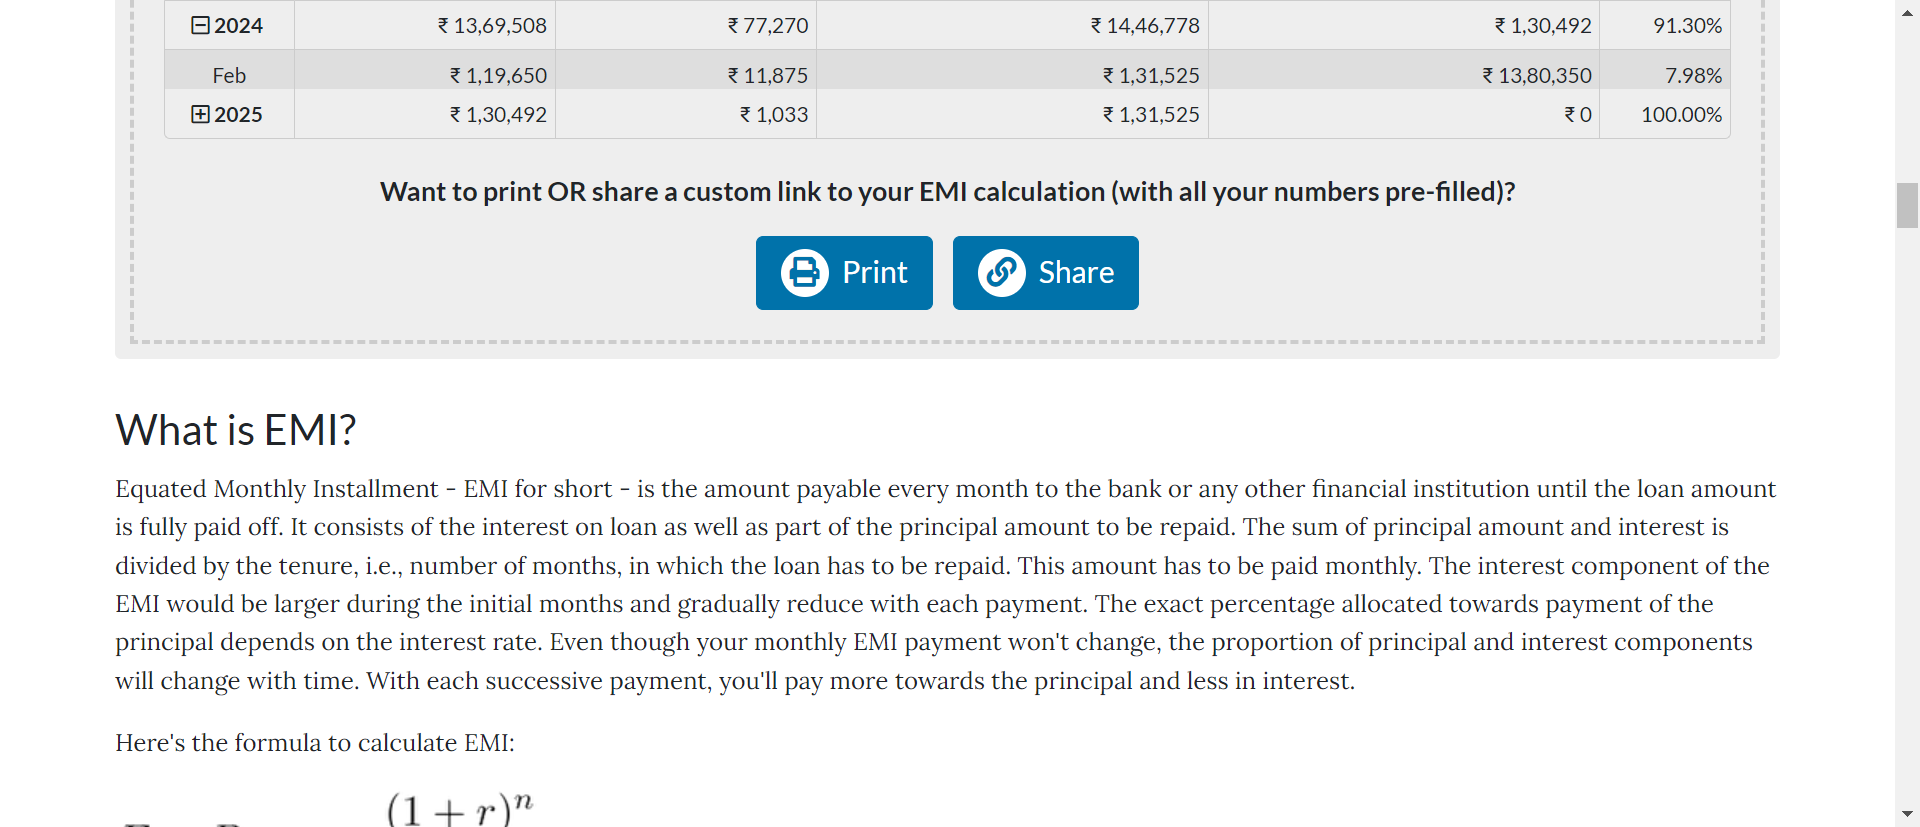 2024 ₹ 13,69,508 ₹ 77,270 ₹ 14,46,778 ₹ 1,30,492 91.30%
Feb ₹ 1,19,650 ₹ 11,875 ₹ 1,31,525 ₹ 13,80,350 7.98%
2025 ₹ 1,30,492 ₹ 1,033 ₹ 1,31,525 ₹ 0 100.00%
Want to print OR share a custom link to your EMI calculation (with all your numbers pre-filled)?
Print Share
What is EMI?
Equated Monthly Installment - EMI for short - is the amount payable every month to the bank or any other financial institution until the loan amount
is fully paid off. It consists of the interest on loan as well as part of the principal amount to be repaid. The sum of principal amount and interest is
divided by the tenure, i.e., number of months, in which the loan has to be repaid. This amount has to be paid monthly. The interest component of the
EMI would be larger during the initial months and gradually reduce with each payment. The exact percentage allocated towards payment of the
principal depends on the interest rate. Even though your monthly EMI payment won't change, the proportion of principal and interest components
will change with time. With each successive payment, you'll pay more towards the principal and less in interest.
Here's the formula to calculate EMI:
(1 + r)^n